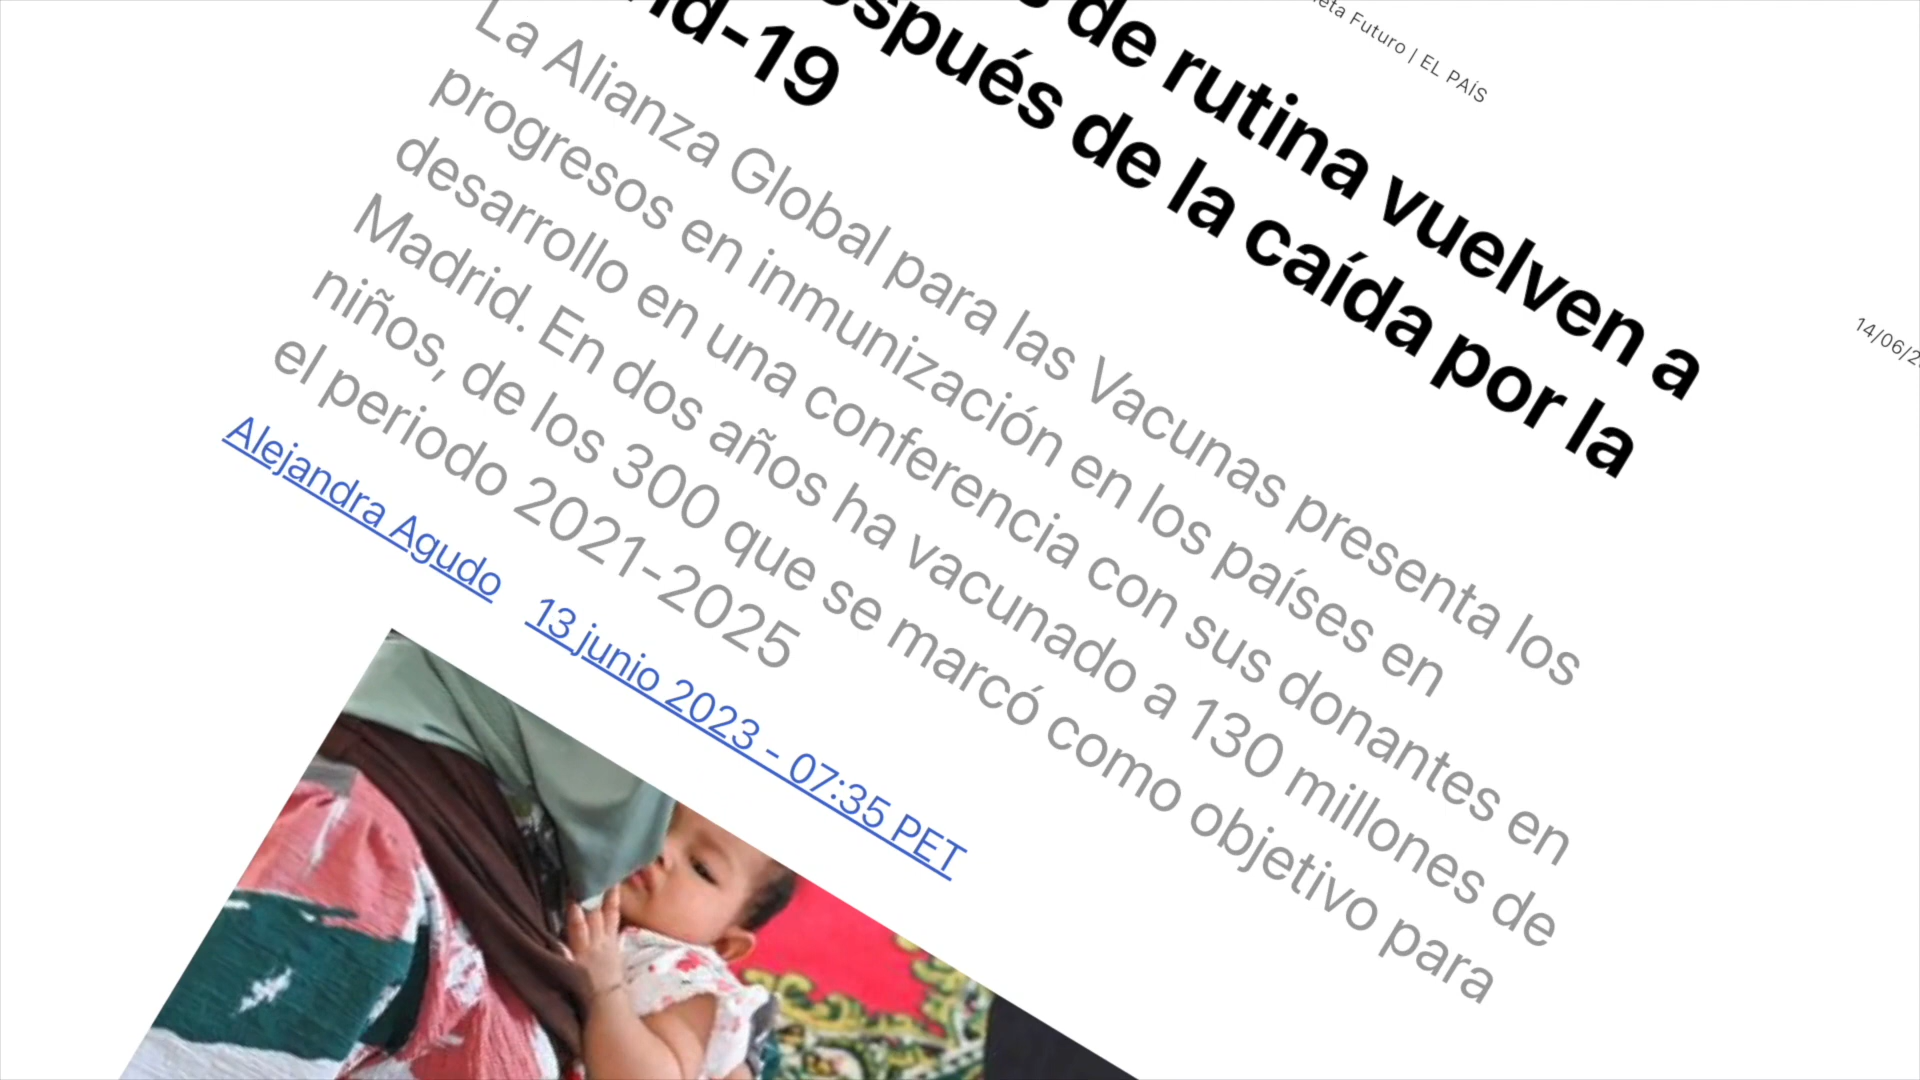 Futuro | EL PAÍS
14/06/2
de rutina vuelven a
después de la caída por la
-19
La Alianza Global para las Vacunas presenta los
progresos en inmunización en los países en
desarrollo en una conferencia con sus donantes en
Madrid. En dos años ha vacunado a 130 millones de
niños, de los 300 que se marcó como objetivo para
el periodo 2021-2025
Alejandra Agudo
13 junio 2023 - 07:35 PET